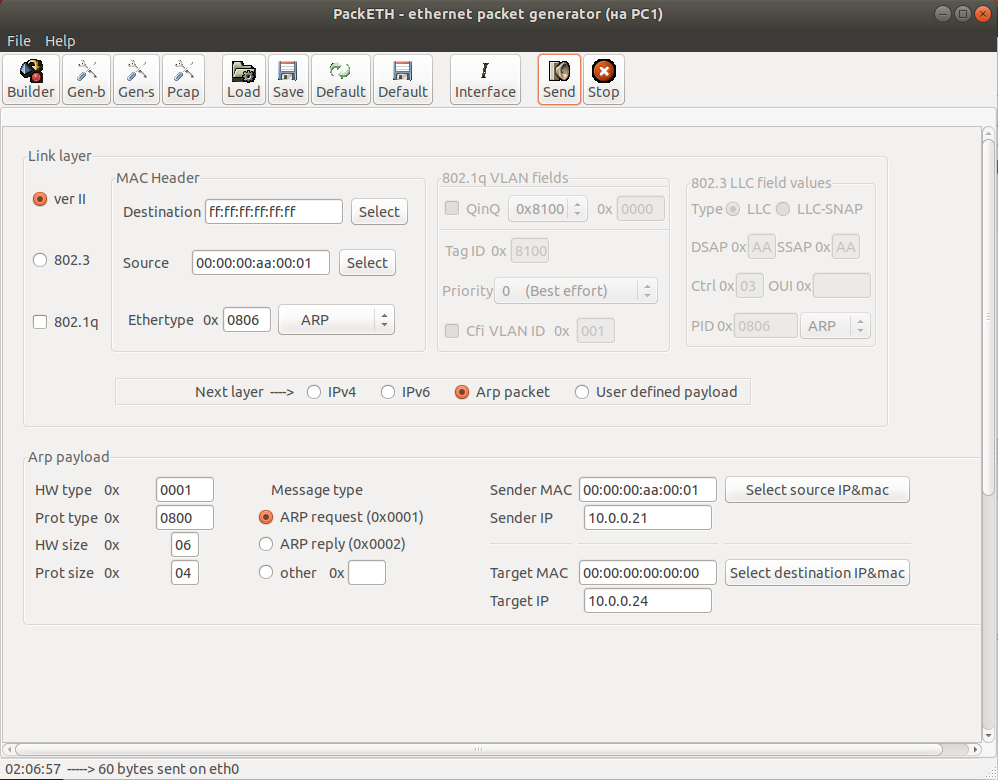 PackETH - ethernet packet generator (на PC1)
File Help
Builder Gen-b Gen-s Pcap Load Save Default Default Interface Send Stop
Link layer
ver II
802.3
802.1q
MAC Header
Destination ff:ff:ff:ff:ff:ff Select
Source 00:00:00:aa:00:01 Select
Ethertype 0x 0806 ARP
802.1q VLAN fields
QinQ 0x8100 0x 0000
Tag ID 0x 8100
Priority 0 (Best effort)
Cfi VLAN ID 0x 001
802.3 LLC field values
Type LLC LLC-SNAP
DSAP 0x AA SSAP 0x AA
Ctrl 0x 03 OUI 0x
PID 0x 0806 ARP
Next layer ----> IPv4 IPv6 Arp packet User defined payload
Arp payload
HW type 0x 0001
Prot type 0x 0800
HW size 0x 06
Prot size 0x 04
Message type
ARP request (0x0001)
ARP reply (0x0002)
other 0x
Sender MAC 00:00:00:aa:00:01 Select source IP&mac
Sender IP 10.0.0.21
Target MAC 00:00:00:00:00:00 Select destination IP&mac
Target IP 10.0.0.24
02:06:57 -----> 60 bytes sent on eth0